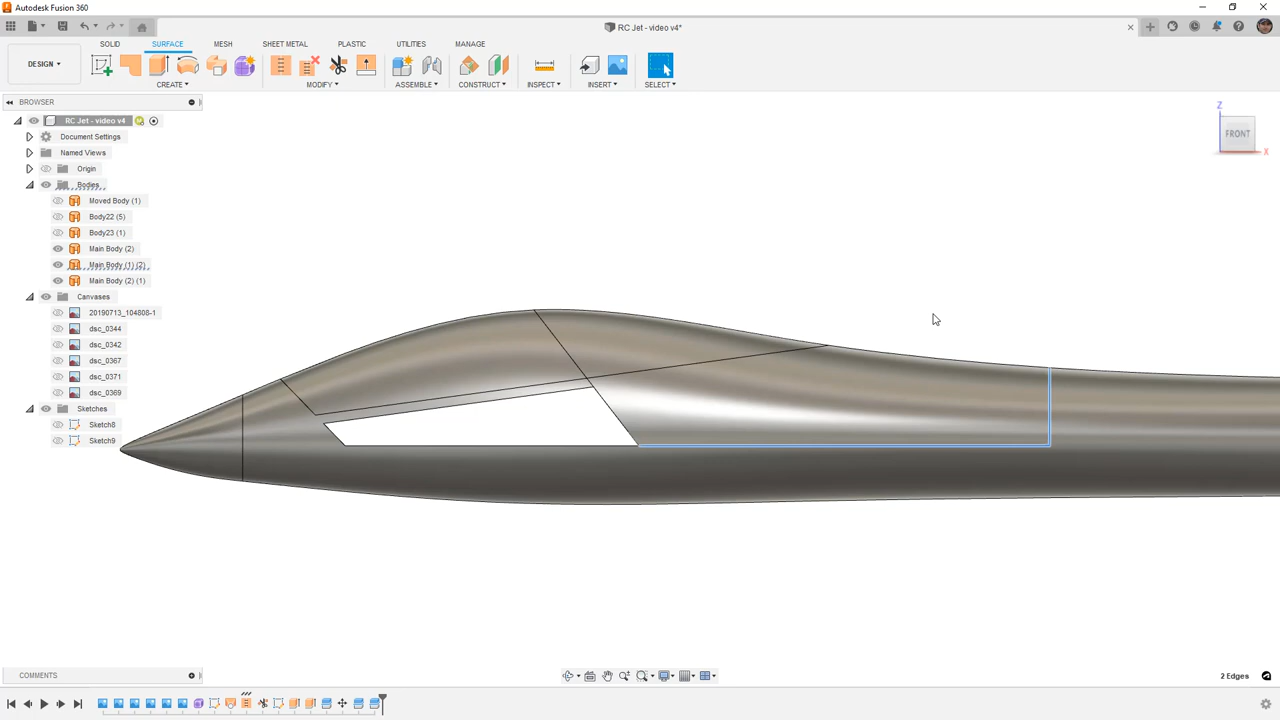 Autodesk Fusion 360
RC Jet - video v4*
SOLID SURFACE MESH SHEET METAL PLASTIC UTILITIES MANAGE
DESIGN
CREATE MODIFY ASSEMBLE CONSTRUCT INSPECT INSERT SELECT
BROWSER
RC Jet - video v4
Document Settings
Named Views
Origin
Bodies
Moved Body (1)
Body22 (5)
Body23 (1)
Main Body (2)
Main Body (1) (2)
Main Body (2) (1)
Canvases
20190713_104808-1
dsc_0344
dsc_0342
dsc_0367
dsc_0371
dsc_0369
Sketches
Sketch8
Sketch9
Z
FRONT
X
COMMENTS
2 Edges